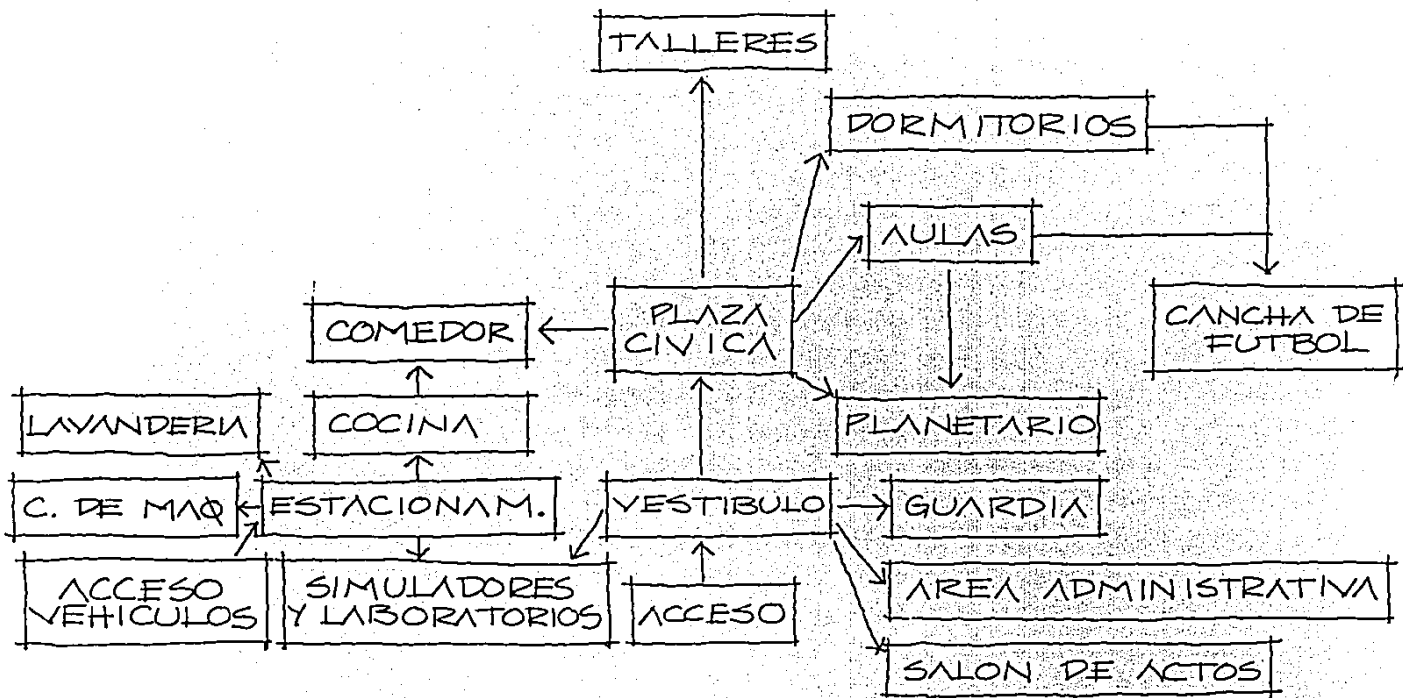 TALLERES
DORMITORIOS
AULAS
PLAZA
CIVICA
COMEDOR
CANCHA DE
FUTBOL
LAVANDERIA
COCINA
PLANETARIO
C. DE MAQ
ESTACIONAM.
VESTIBULO
GUARDIA
ACCESO
VEHICULOS
SIMULADORES
Y LABORATORIOS
ACCESO
AREA ADMINISTRATIVA
SALON DE ACTOS